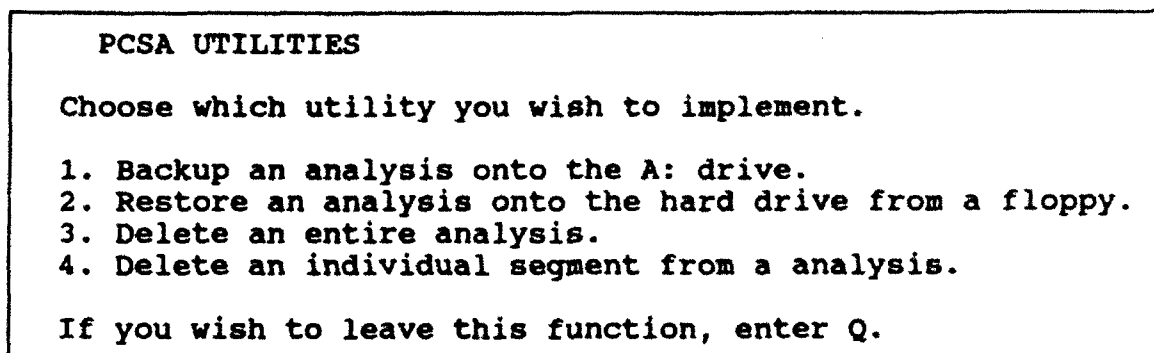 PCSA UTILITIES
Choose which utility you wish to implement.
1. Backup an analysis onto the A: drive.
2. Restore an analysis onto the hard drive from a floppy.
3. Delete an entire analysis.
4. Delete an individual segment from a analysis.
If you wish to leave this function, enter Q.